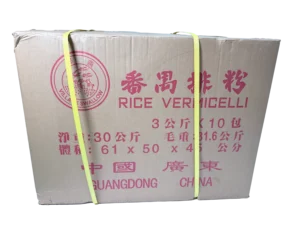 番禺排粉
RICE VERMICELLI
3公斤×10包
淨重:30公斤 毛重:31.6公斤
體積:61×50×45 公分
中國 廣東
GUANGDONG CHINA